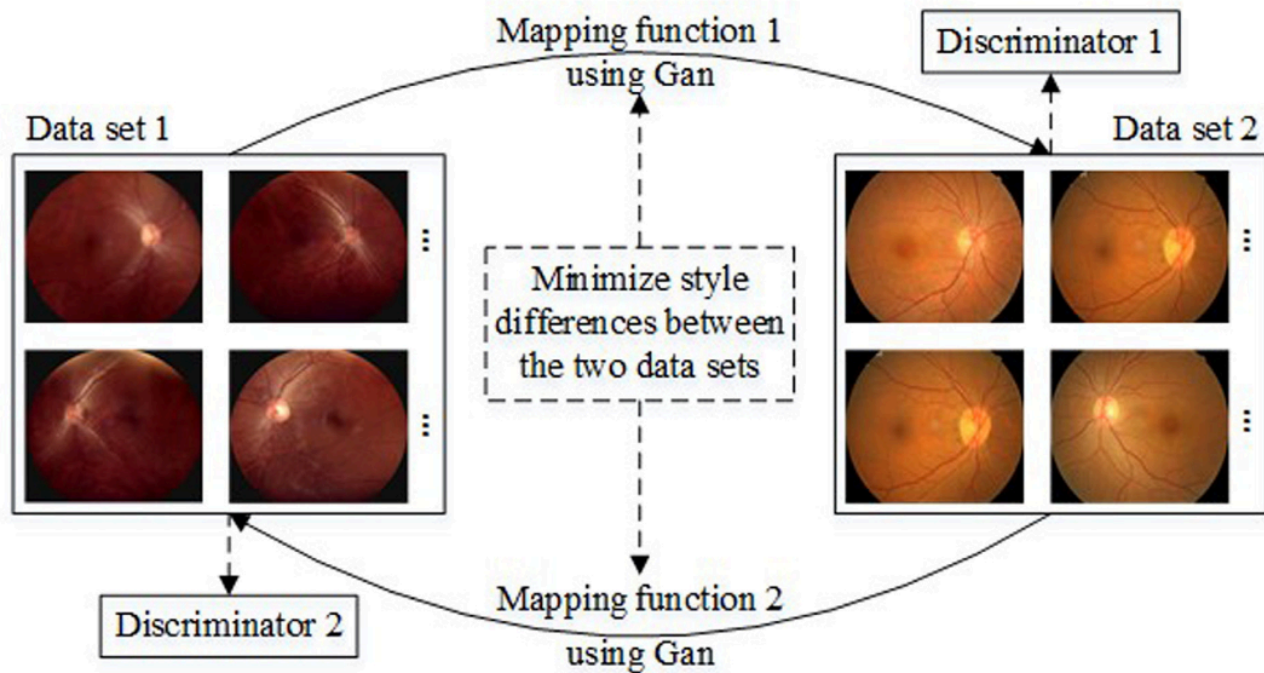 Mapping function 1
using Gan
Discriminator 1
Data set 1
Data set 2
Minimize style
differences between
the two data sets
Mapping function 2
using Gan
Discriminator 2